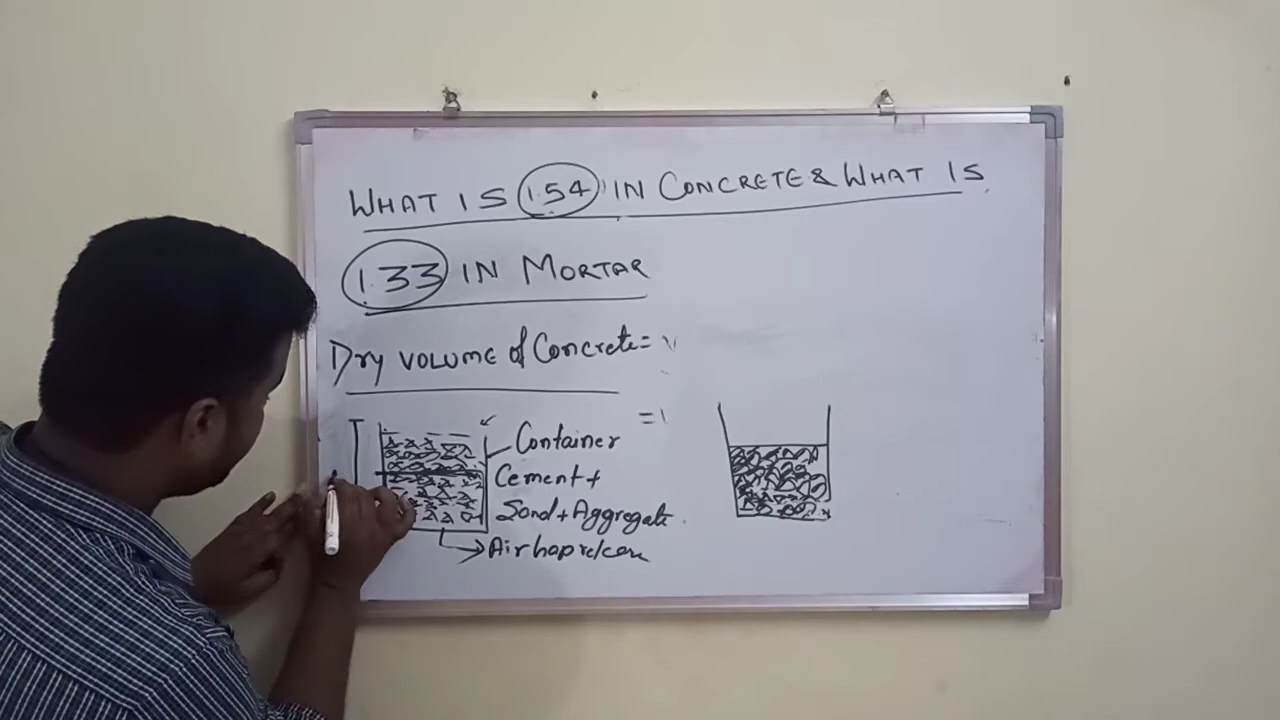 WHAT IS 1.54 IN CONCRETE & WHAT IS
1.33 IN MORTAR
Dry VOLUME of Concrete =
=
Container
Cement +
Sand + Aggregate
Air